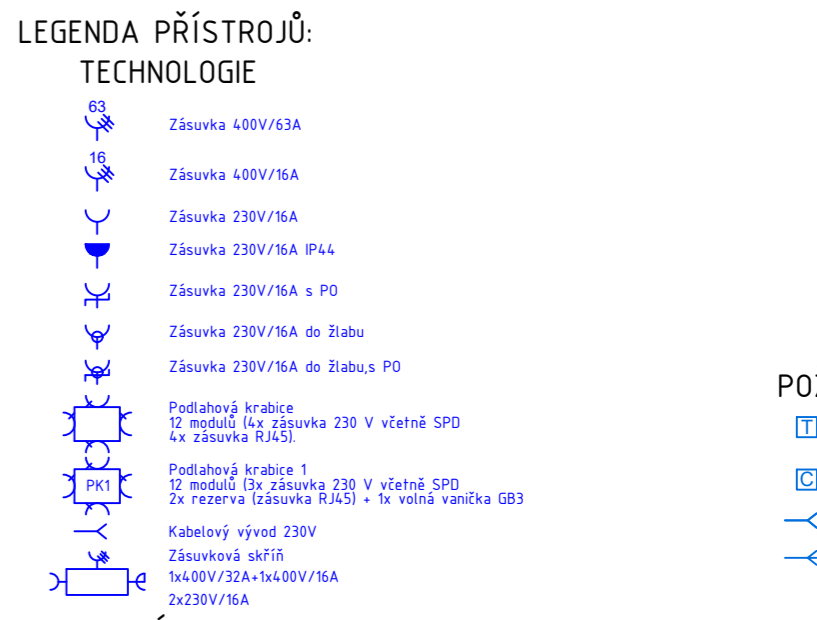 LEGENDA PŘÍSTROJŮ:
TECHNOLOGIE
63
Zásuvka 400V/63A
16
Zásuvka 400V/16A
Zásuvka 230V/16A
Zásuvka 230V/16A IP44
Zásuvka 230V/16A s PO
Zásuvka 230V/16A do žlabu
Zásuvka 230V/16A do žlabu,s PO
Podlahová krabice
12 modulů (4x zásuvka 230 V včetně SPD
4x zásuvka RJ45).
PK1
Podlahová krabice 1
12 modulů (3x zásuvka 230 V včetně SPD
2x rezerva (zásuvka RJ45) + 1x volná vanička GB3
Kabelový vývod 230V
Zásuvková skříň
1x400V/32A+1x400V/16A
2x230V/16A
T
C